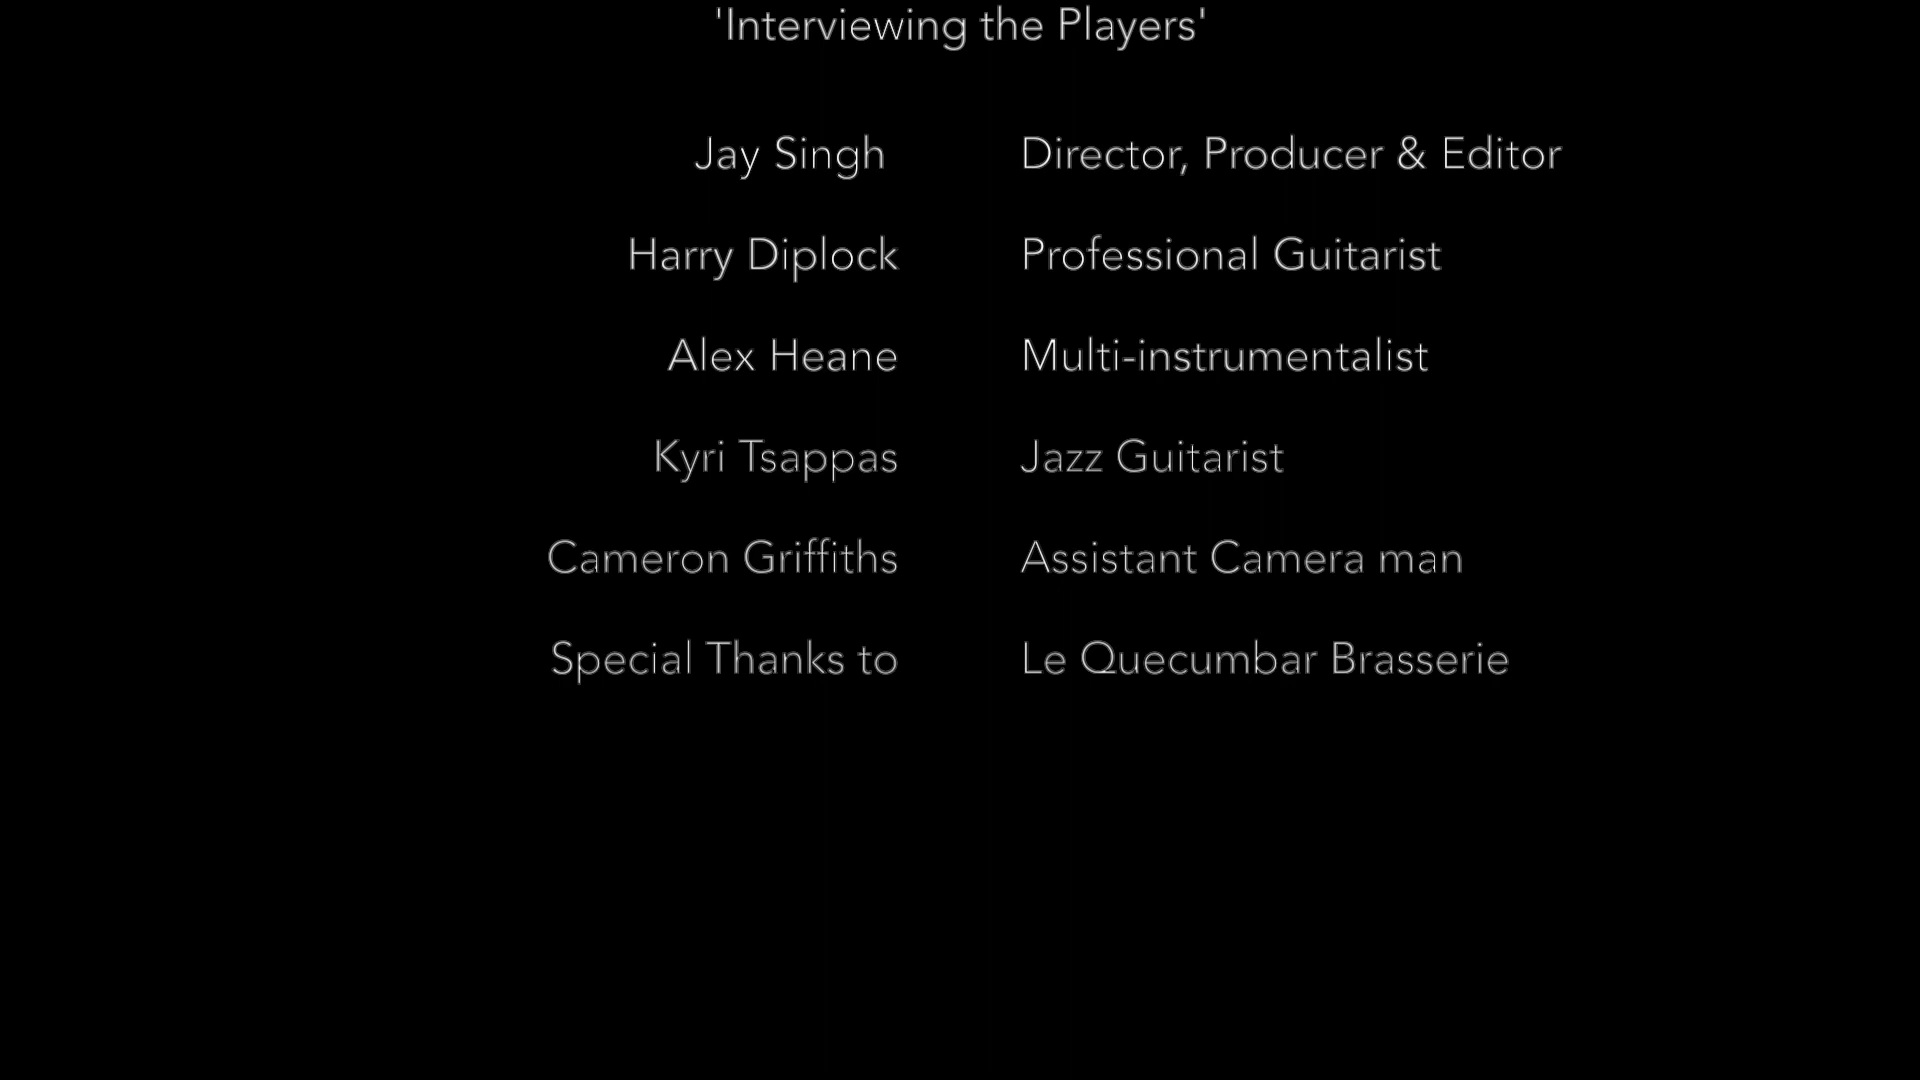 'Interviewing the Players'
Jay Singh Director, Producer & Editor
Harry Diplock Professional Guitarist
Alex Heane Multi-instrumentalist
Kyri Tsappas Jazz Guitarist
Cameron Griffiths Assistant Camera man
Special Thanks to Le Quecumbar Brasserie